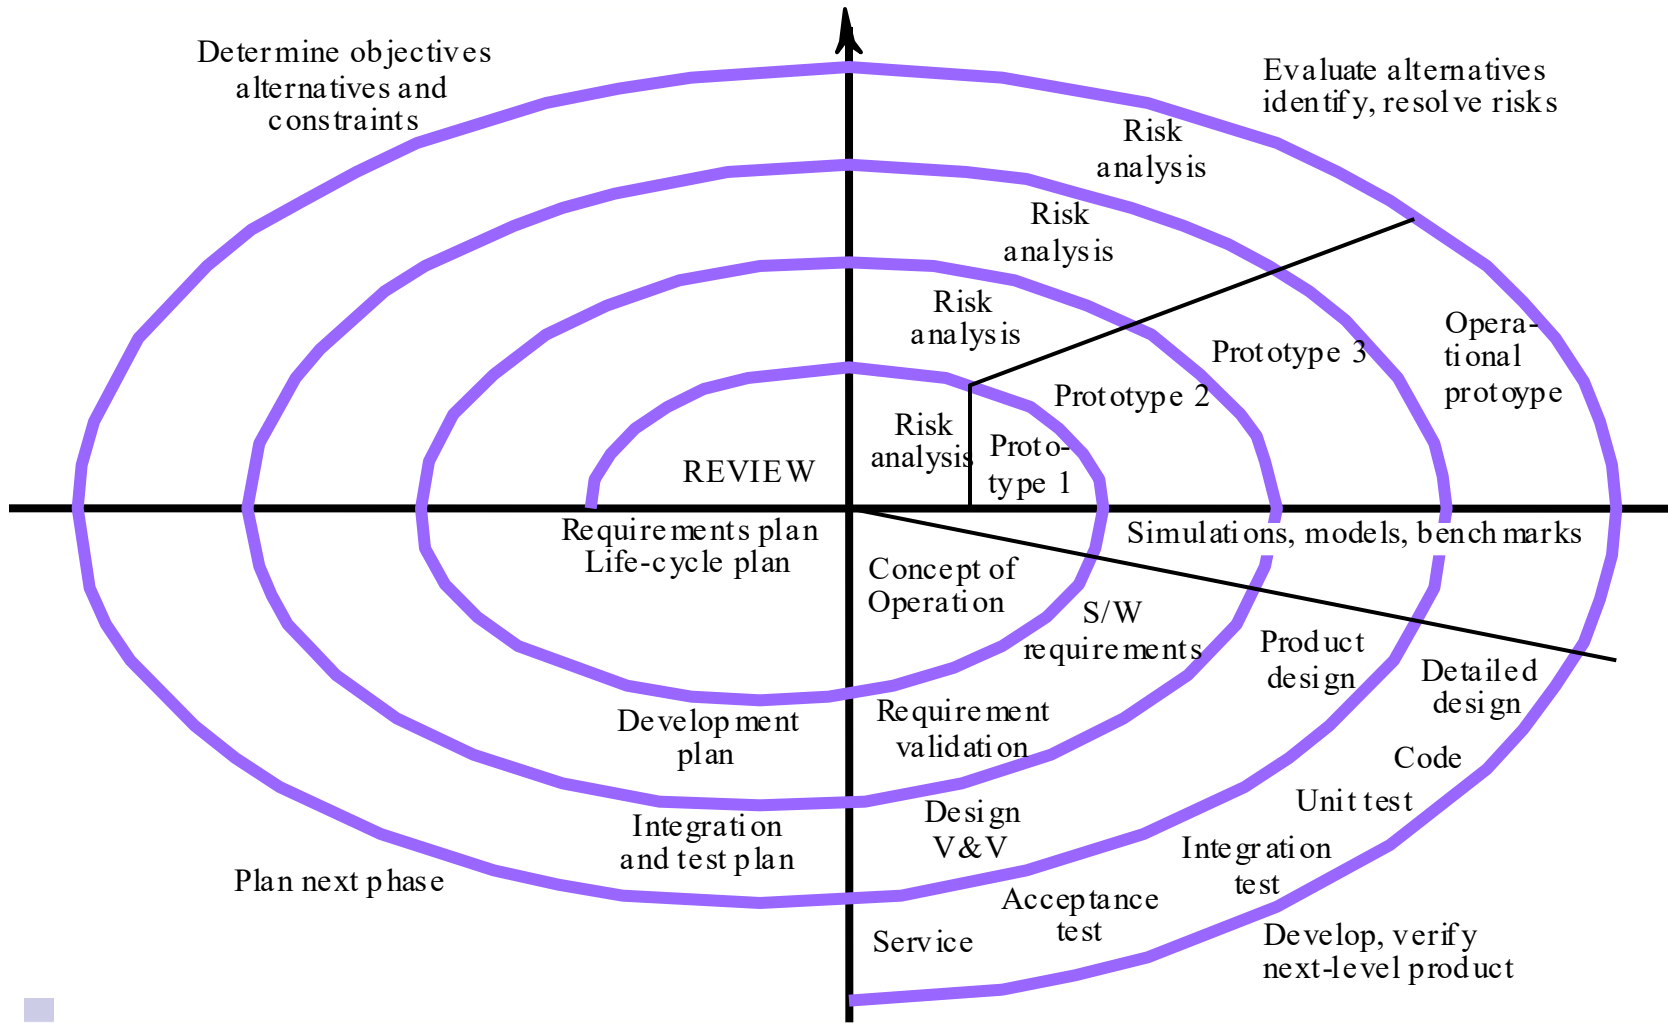 Determine objectives
alternatives and
constraints
Evaluate alternatives
identify, resolve risks
Risk
analysis
Risk
analysis
Risk
analysis
Risk
analysis
Proto-
type 1
Prototype 2
Prototype 3
Opera-
tional
protoype
REVIEW
Requirements plan
Life-cycle plan
Simulations, models, benchmarks
Concept of
Operation
S/W
requirements
Product
design
Detailed
design
Development
plan
Requirement
validation
Code
Unit test
Integration
and test plan
Design
V&V
Integration
test
Plan next phase
Acceptance
test
Service
Develop, verify
next-level product